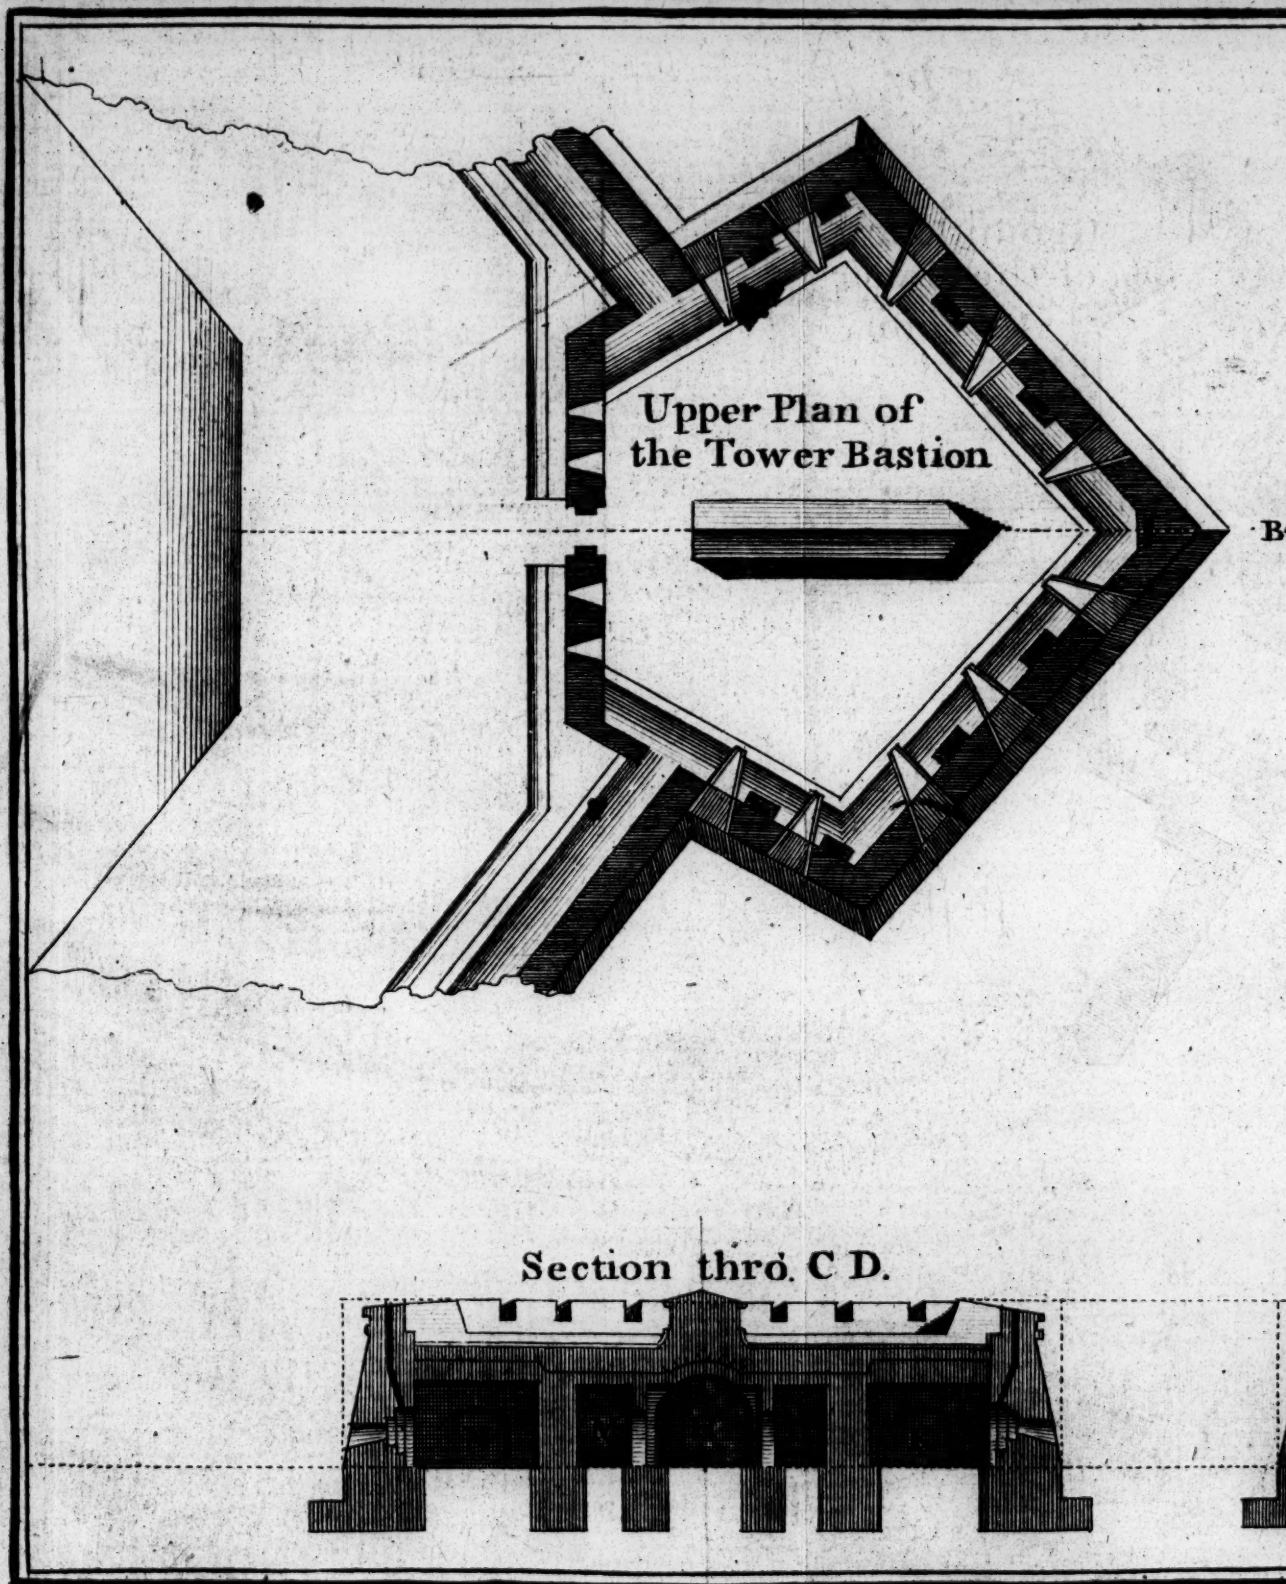 Upper Plan of
the Tower Bastion
B
Section thro. C D.